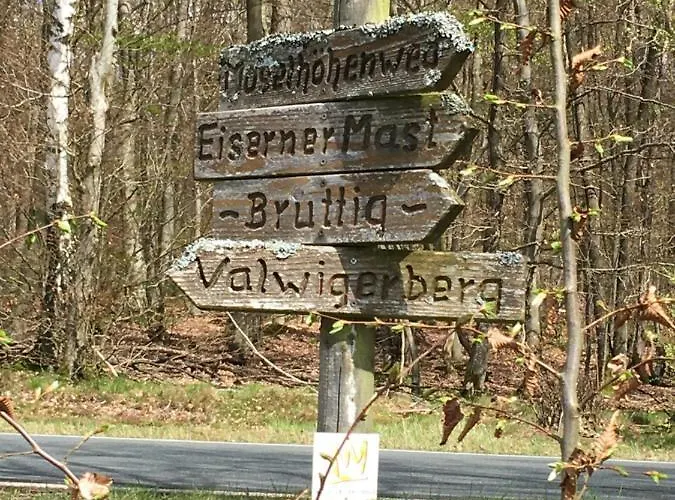 Moselhöhenweg
Eiserner Mast
- Bruttig -
Valwigerberg
M